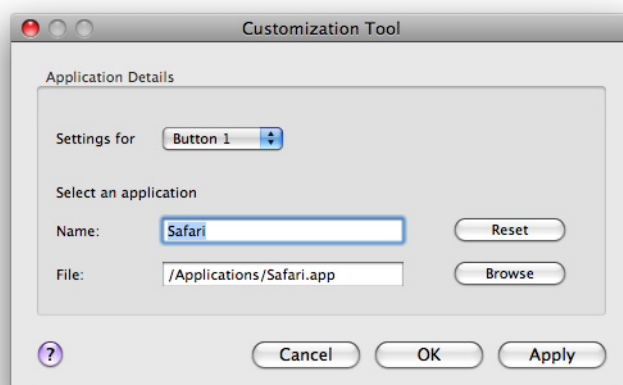 Customization Tool
Application Details
Settings for Button 1
Select an application
Name: Safari Reset
File: /Applications/Safari.app Browse
? Cancel OK Apply